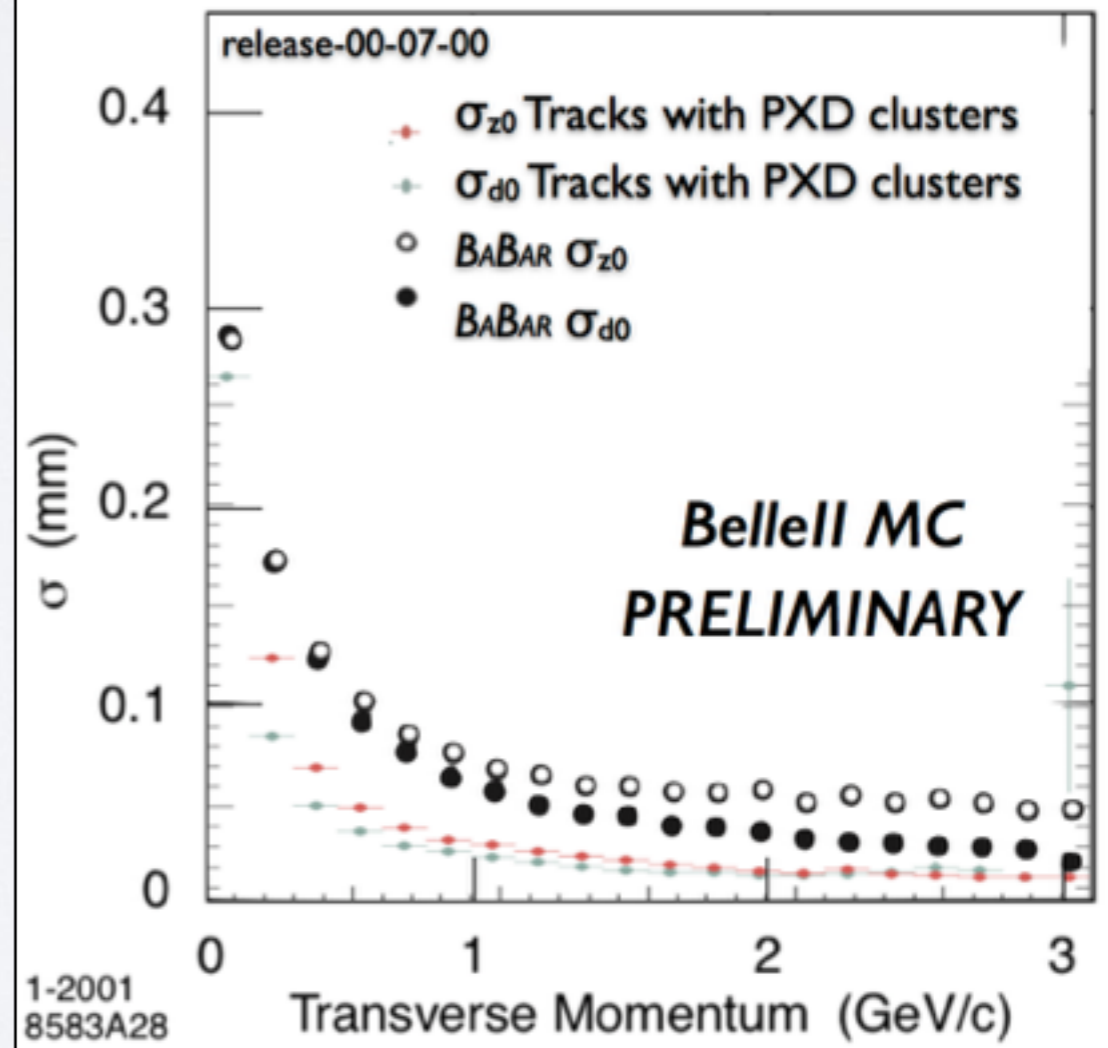 release-00-07-00
σz0 Tracks with PXD clusters
σd0 Tracks with PXD clusters
BABAR σz0
BABAR σd0
0.4
0.3
0.2
0.1
0
σ (mm)
BelleII MC
PRELIMINARY
0 1 2 3
Transverse Momentum (GeV/c)
1-2001
8583A28